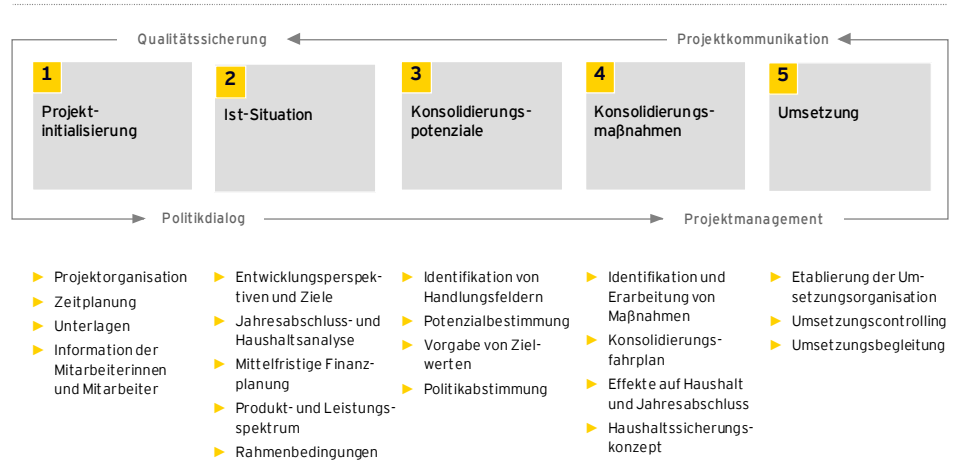 Qualitätssicherung
Projektkommunikation
1
Projekt-
initialisierung
2
Ist-Situation
3
Konsolidierungs-
potenziale
4
Konsolidierungs-
maßnahmen
5
Umsetzung
Politikdialog
Projektmanagement
Projektorganisation
Zeitplanung
Unterlagen
Information der
Mitarbeiterinnen
und Mitarbeiter
Entwicklungsperspek-
tiven und Ziele
Jahresabschluss- und
Haushaltsanalyse
Mittelfristige Finanz-
planung
Produkt- und Leistungs-
spektrum
Rahmenbedingungen
Identifikation von
Handlungsfeldern
Potenzialbestimmung
Vorgabe von Ziel-
werten
Politikabstimmung
Identifikation und
Erarbeitung von
Maßnahmen
Konsolidierungs-
fahrplan
Effekte auf Haushalt
und Jahresabschluss
Haushaltssicherungs-
konzept
Etablierung der Um-
setzungsorganisation
Umsetzungscontrolling
Umsetzungsbegleitung